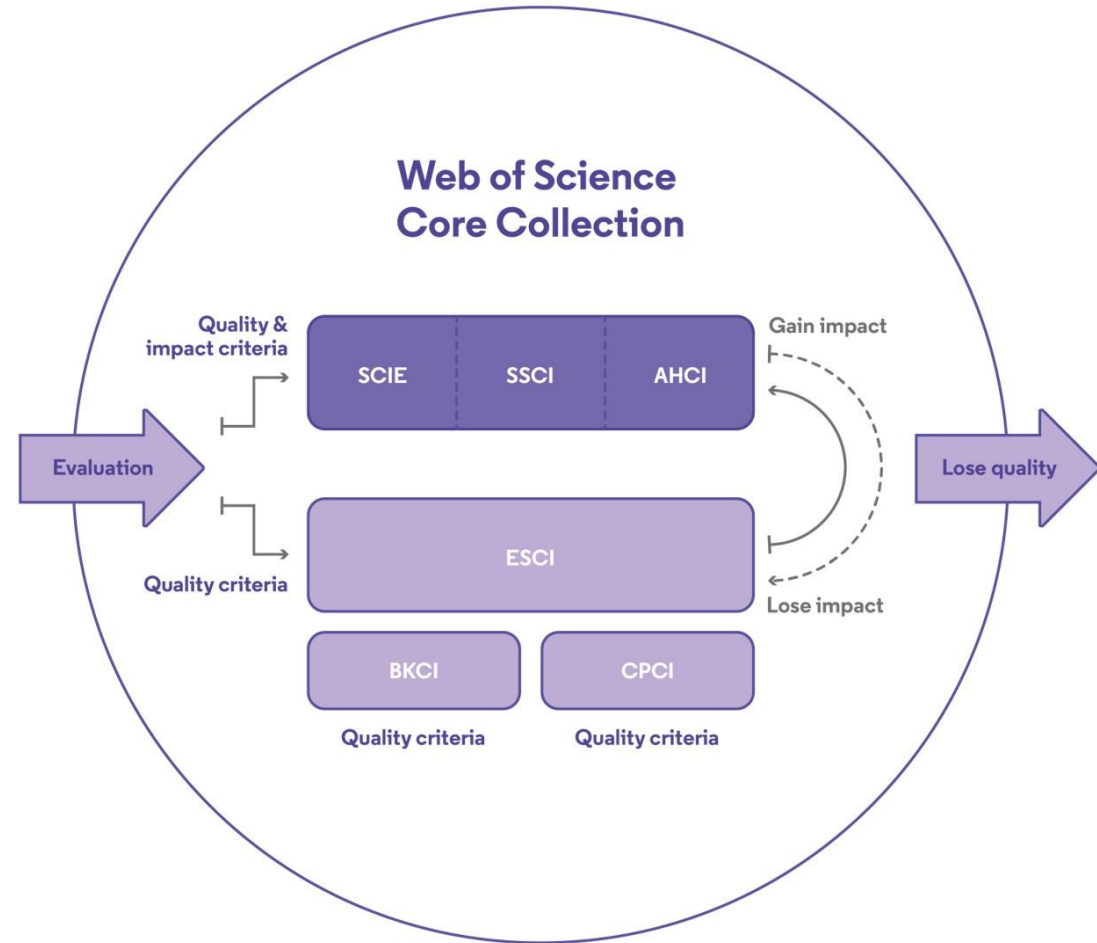 Web of Science
Core Collection
Quality &
impact criteria
Gain impact
SCIE
SSCI
AHCI
Evaluation
Lose quality
ESCI
Quality criteria
Lose impact
BKCI
CPCI
Quality criteria
Quality criteria